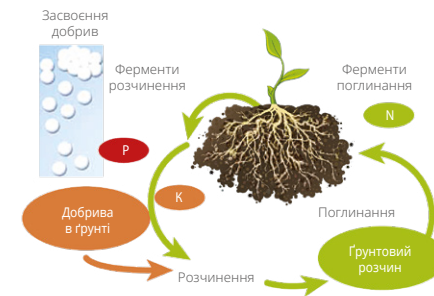 Засвоєння
добрив
Ферменти
розчинення
Ферменти
поглинання
N
P
K
Добрива
в ґрунті
Поглинання
Ґрунтовий
розчин
Розчинення